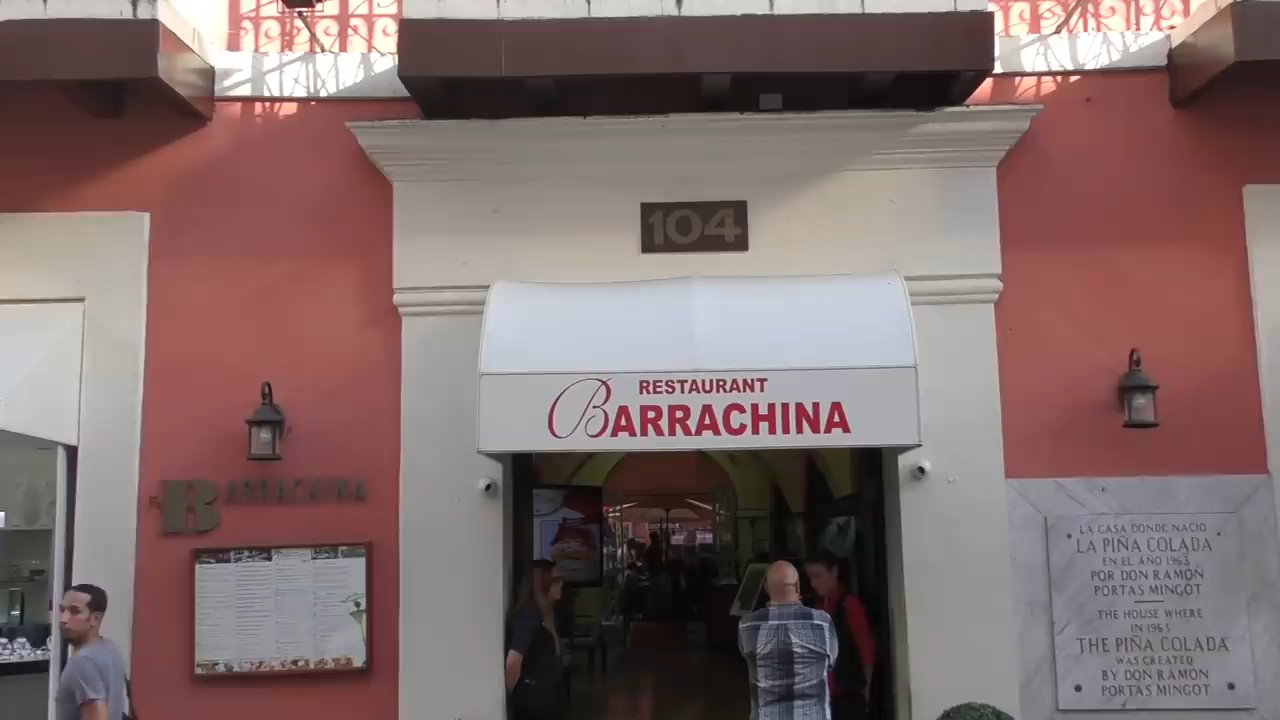 104
RESTAURANT
BARRACHINA
BARRACHINA
LA CASA DONDE NACIO
LA PIÑA COLADA
EN EL AÑO 1963
POR DON RAMON
PORTAS MINGOT
THE HOUSE WHERE
IN 1963
THE PIÑA COLADA
WAS CREATED
BY DON RAMON
PORTAS MINGOT